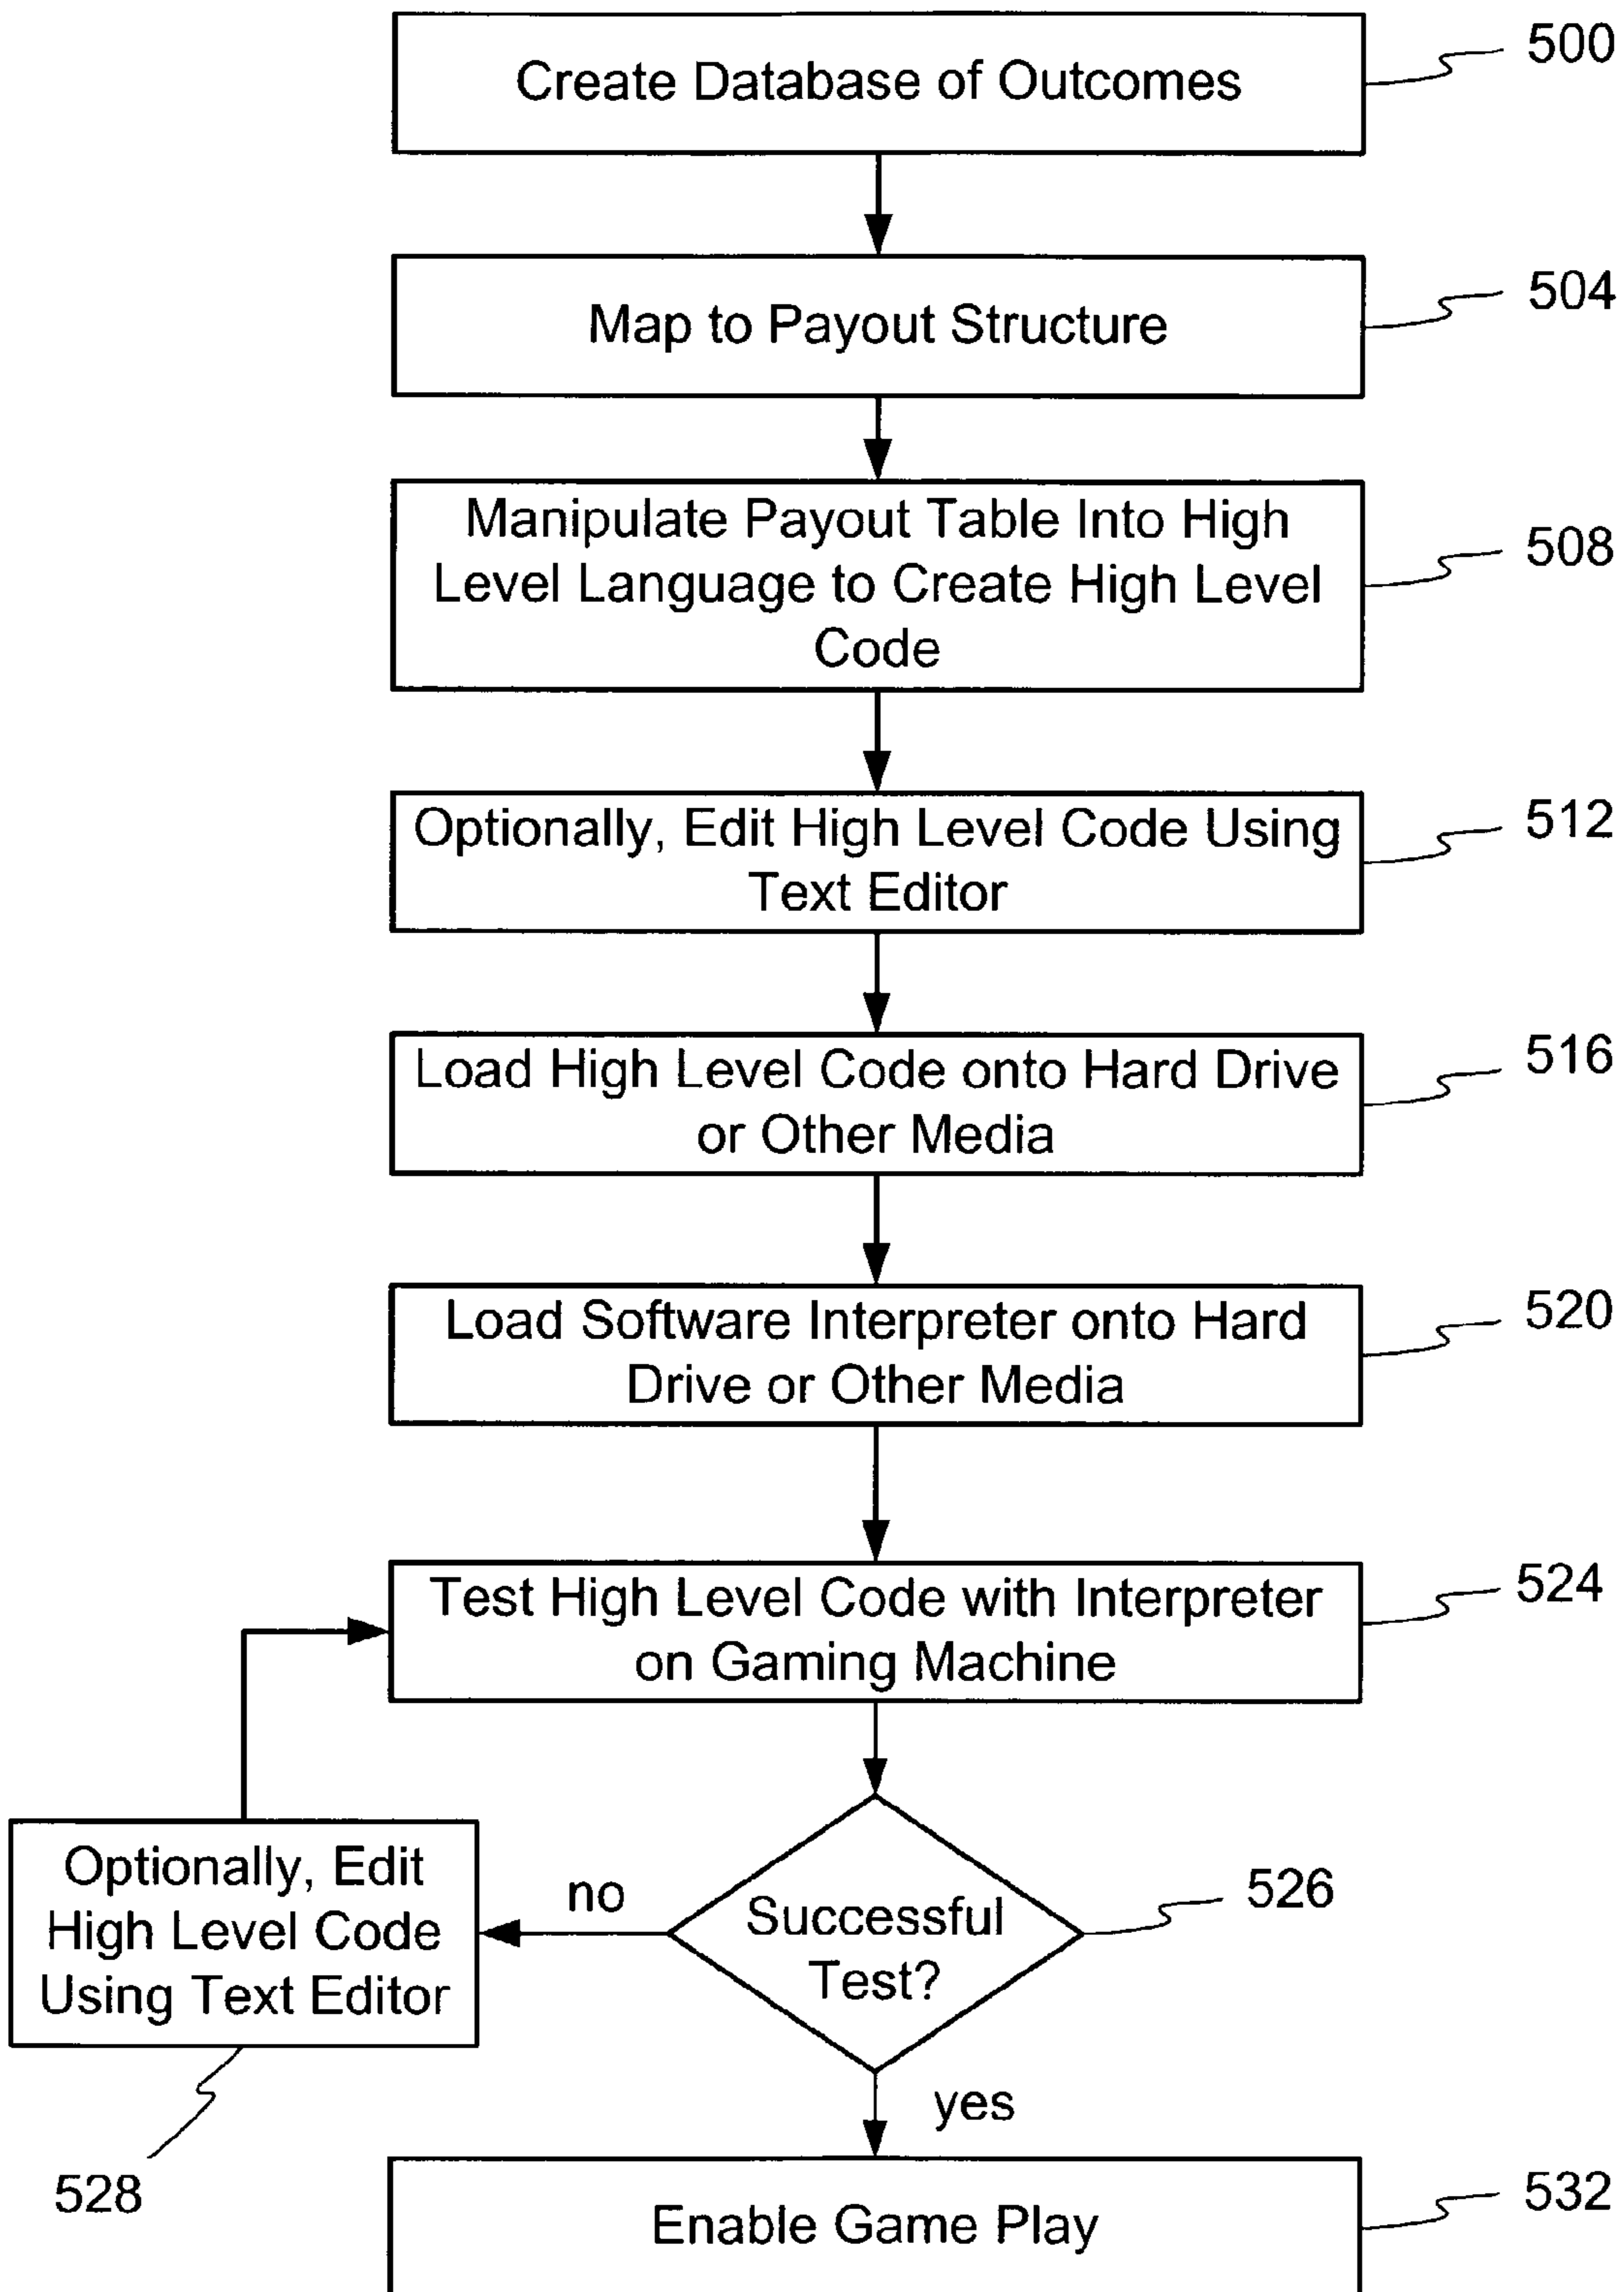 Create Database of Outcomes
500
Map to Payout Structure
504
Manipulate Payout Table Into High
Level Language to Create High Level
Code
508
Optionally, Edit High Level Code Using
Text Editor
512
Load High Level Code onto Hard Drive
or Other Media
516
Load Software Interpreter onto Hard
Drive or Other Media
520
Test High Level Code with Interpreter
on Gaming Machine
524
Successful
Test?
526
no
Optionally, Edit
High Level Code
Using Text Editor
528
yes
Enable Game Play
532